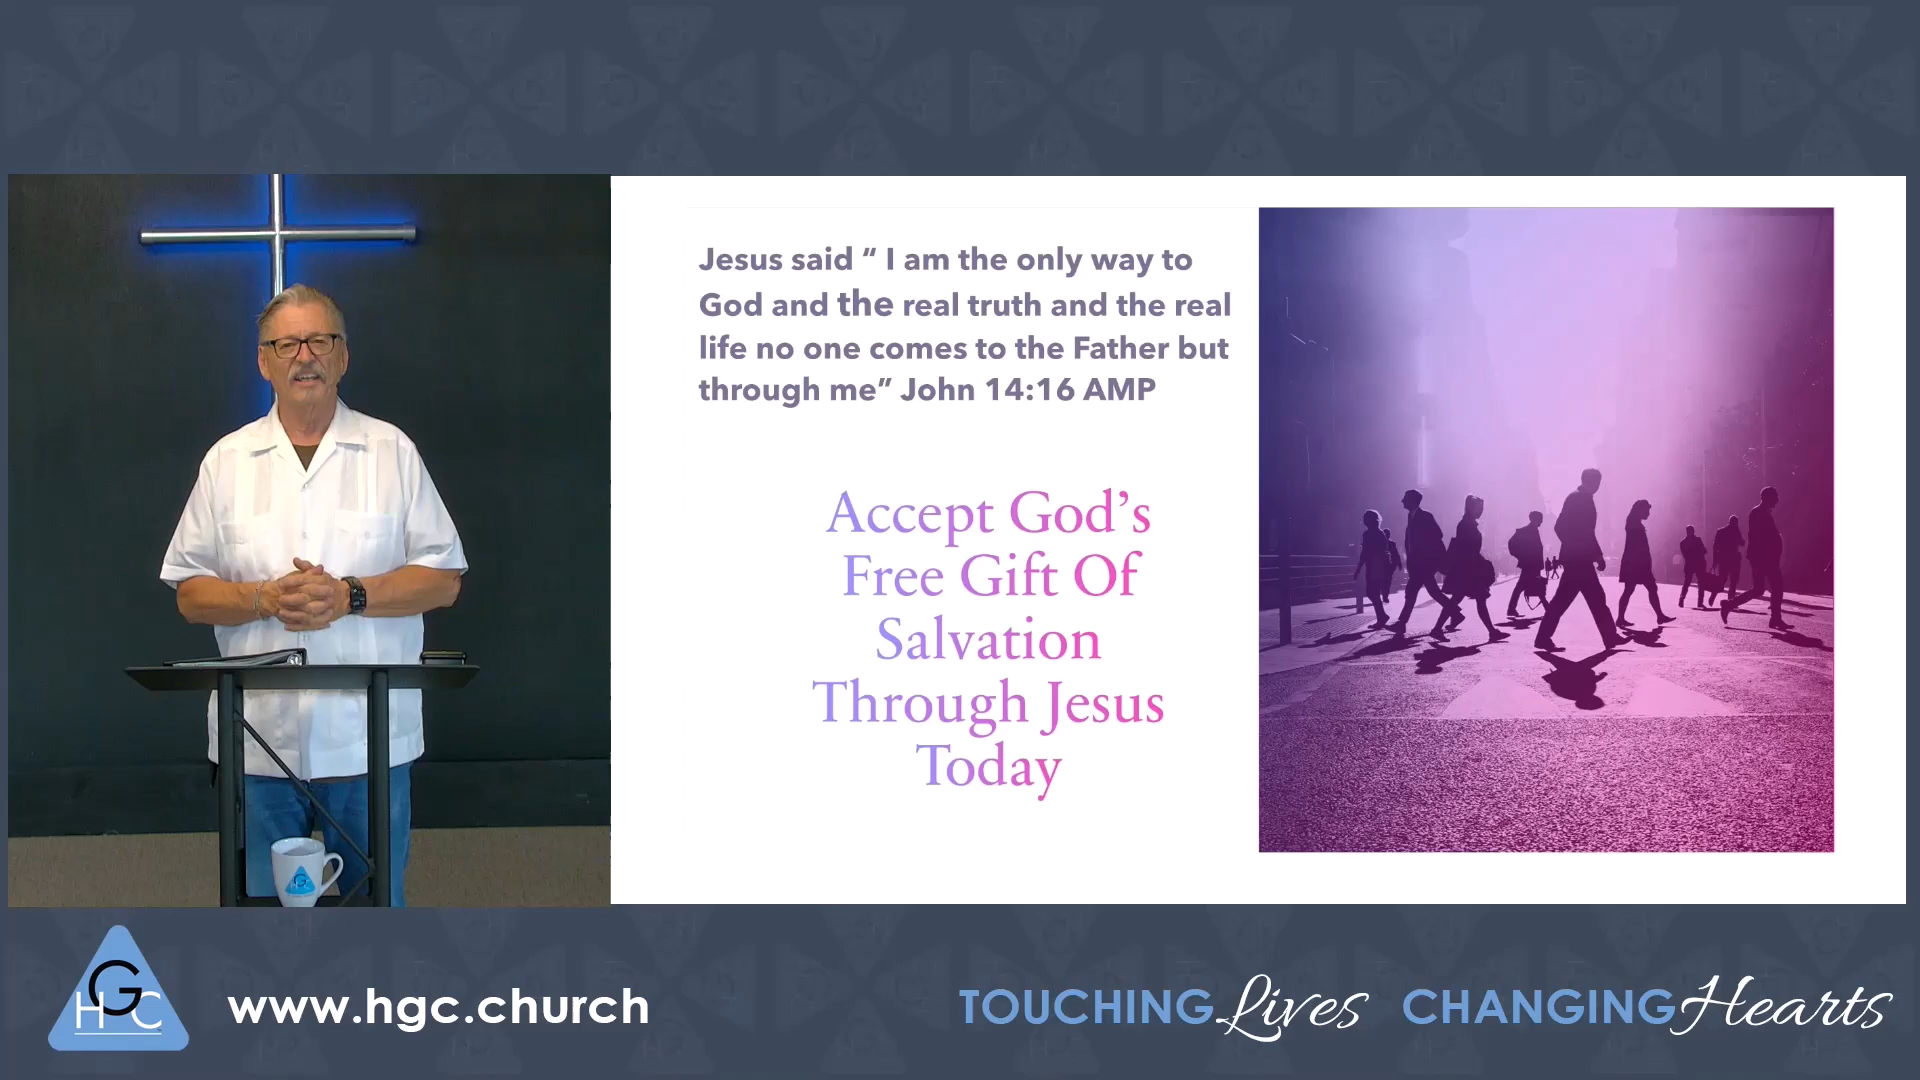 Jesus said “ I am the only way to
God and the real truth and the real
life no one comes to the Father but
through me” John 14:16 AMP
Accept God’s
Free Gift Of
Salvation
Through Jesus
Today
HGC
www.hgc.church
TOUCHING Lives CHANGING Hearts